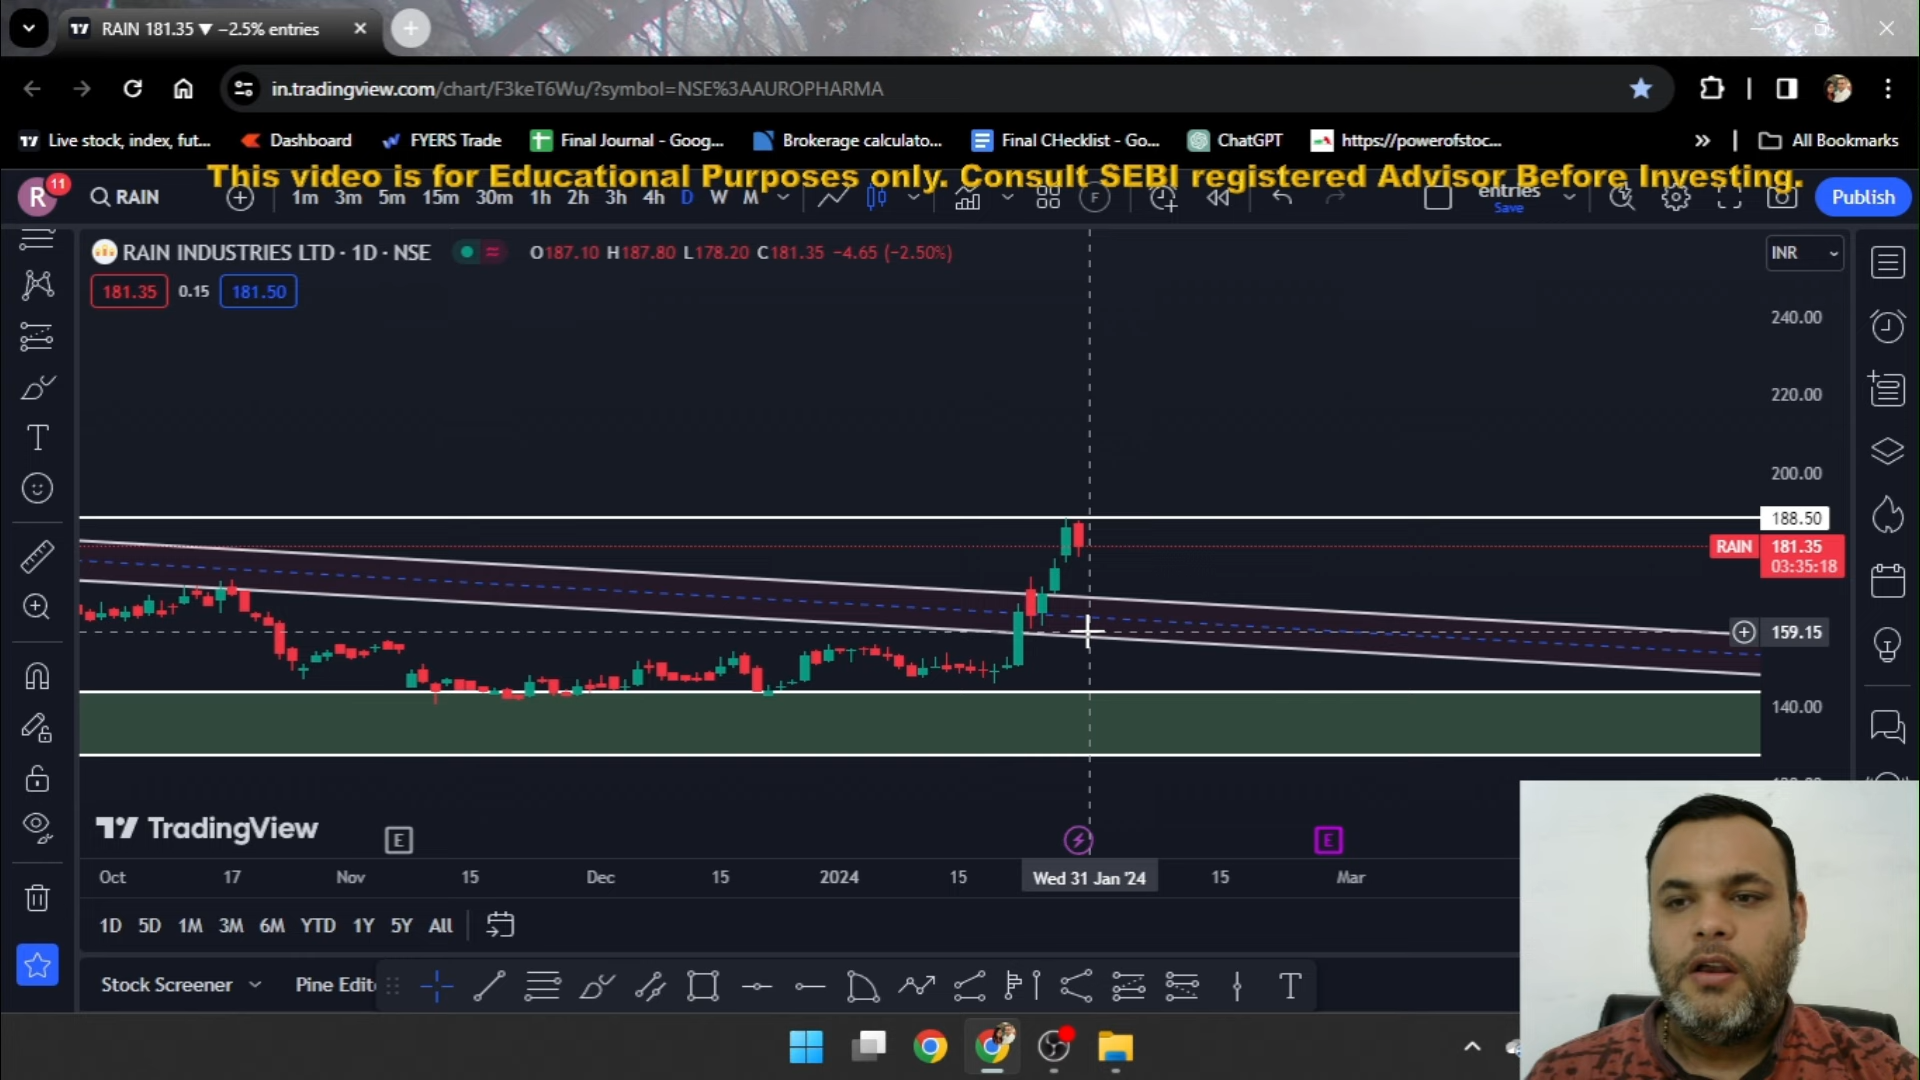 RAIN 181.35 ▼ −2.5% entries
in.tradingview.com/chart/F3keT6Wu/?symbol=NSE%3AAUROPHARMA
Live stock, index, fut... Dashboard FYERS Trade Final Journal - Goog... Brokerage calculato... Final CHecklist - Go... ChatGPT https://powerofstoc... » All Bookmarks
This video is for Educational Purposes only. Consult SEBI registered Advisor Before Investing.
R 11 RAIN 1m 3m 5m 15m 30m 1h 2h 3h 4h D W M F entries Publish
Save
RAIN INDUSTRIES LTD · 1D · NSE O187.10 H187.80 L178.20 C181.35 −4.65 (−2.50%) INR
181.35 0.15 181.50
240.00
220.00
200.00
188.50
RAIN 181.35
03:35:18
159.15
140.00
TradingView
E E
Oct 17 Nov 15 Dec 15 2024 15 Wed 31 Jan '24 15 Mar
1D 5D 1M 3M 6M YTD 1Y 5Y All
Stock Screener Pine Edit